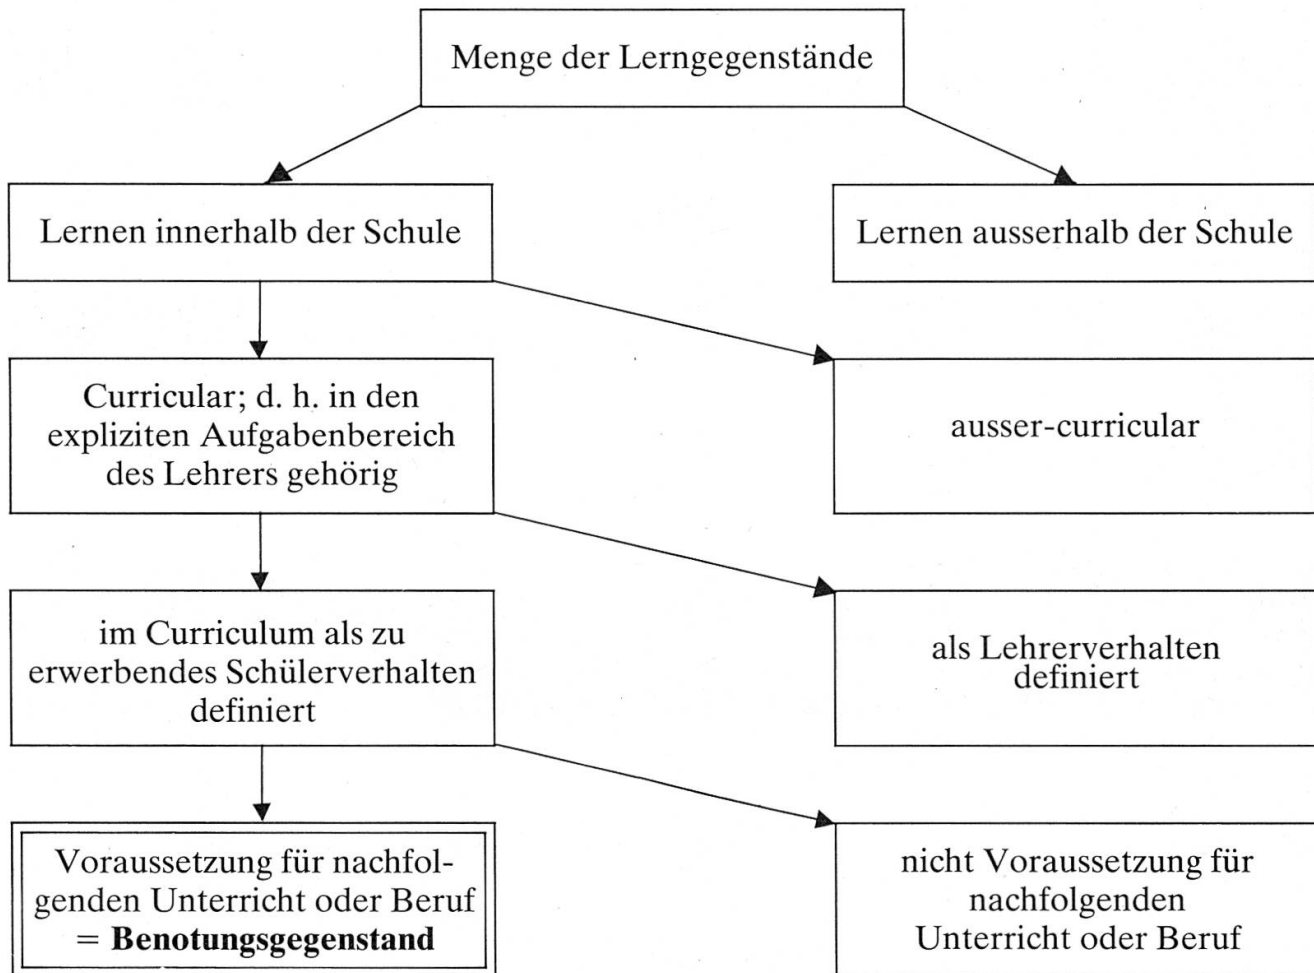 Menge der Lerngegenstände
Lernen innerhalb der Schule
Lernen ausserhalb der Schule
Curricular; d. h. in den
expliziten Aufgabenbereich
des Lehrers gehörig
ausser-curricular
im Curriculum als zu
erwerbendes Schülerverhalten
definiert
als Lehrerverhalten
definiert
Voraussetzung für nachfol-
genden Unterricht oder Beruf
= Benotungsgegenstand
nicht Voraussetzung für
nachfolgenden
Unterricht oder Beruf